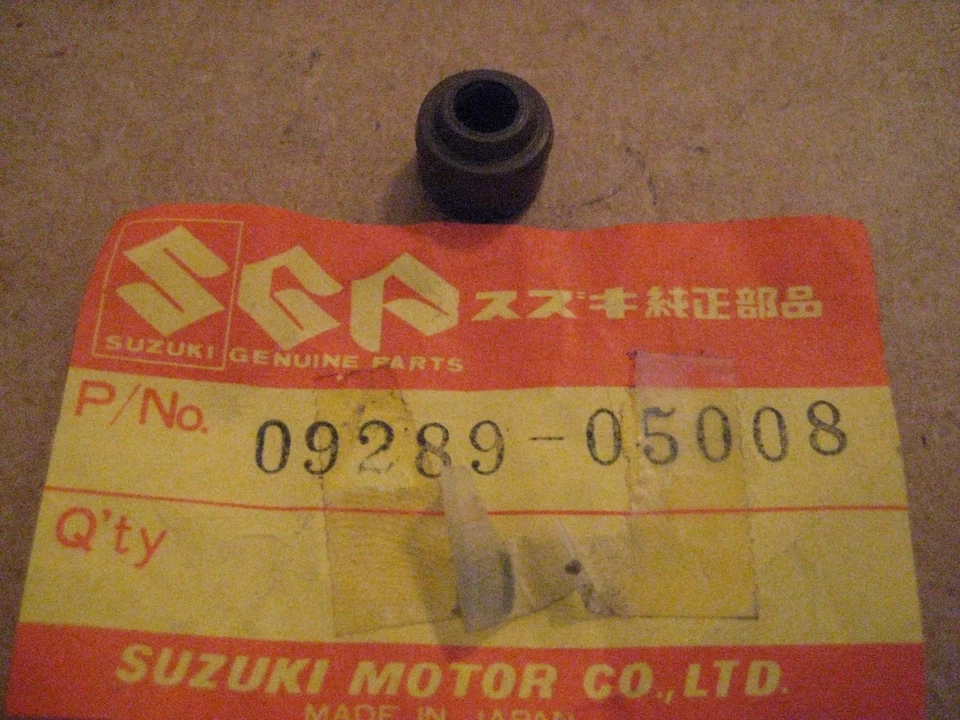 SGP スズキ純正部品
SUZUKI GENUINE PARTS
P/No. 09289-05008
Q'ty
SUZUKI MOTOR CO.,LTD.
MADE IN JAPAN